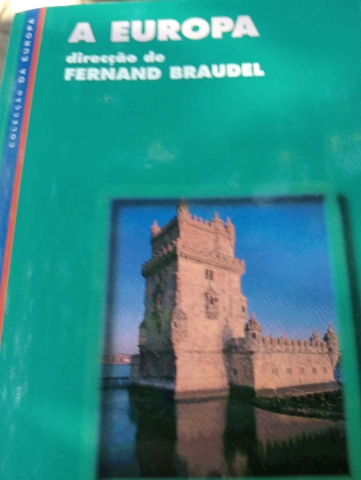 A EUROPA
direcção de
FERNAND BRAUDEL
COLECÇÃO DA EUROPA